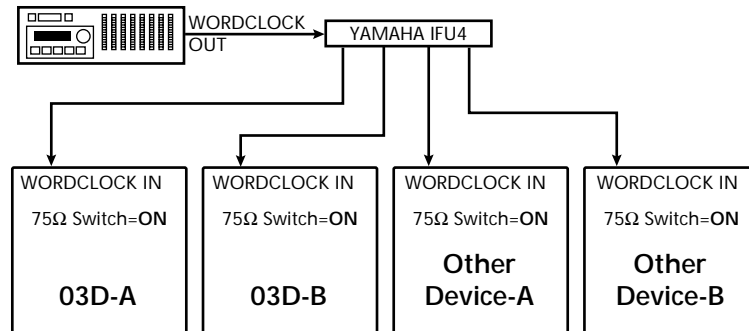 WORDCLOCK
OUT
YAMAHA IFU4
WORDCLOCK IN
75Ω Switch=ON
03D-A
WORDCLOCK IN
75Ω Switch=ON
03D-B
WORDCLOCK IN
75Ω Switch=ON
Other
Device-A
WORDCLOCK IN
75Ω Switch=ON
Other
Device-B